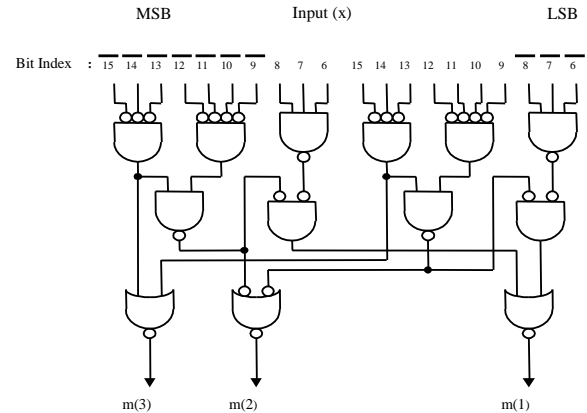 MSB Input (x) LSB
Bit Index : 15 14 13 12 11 10 9 8 7 6 15 14 13 12 11 10 9 8 7 6
m(3) m(2) m(1)